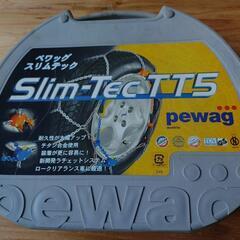 ペワッグ
スリムテック
Slim-Tec TT5
pewag
austria
耐久性が大幅アップ!
チタン合金使用
装着が更に容易に!
新開発ラチェットシステム
ロークリアランス車に最適!
pewag